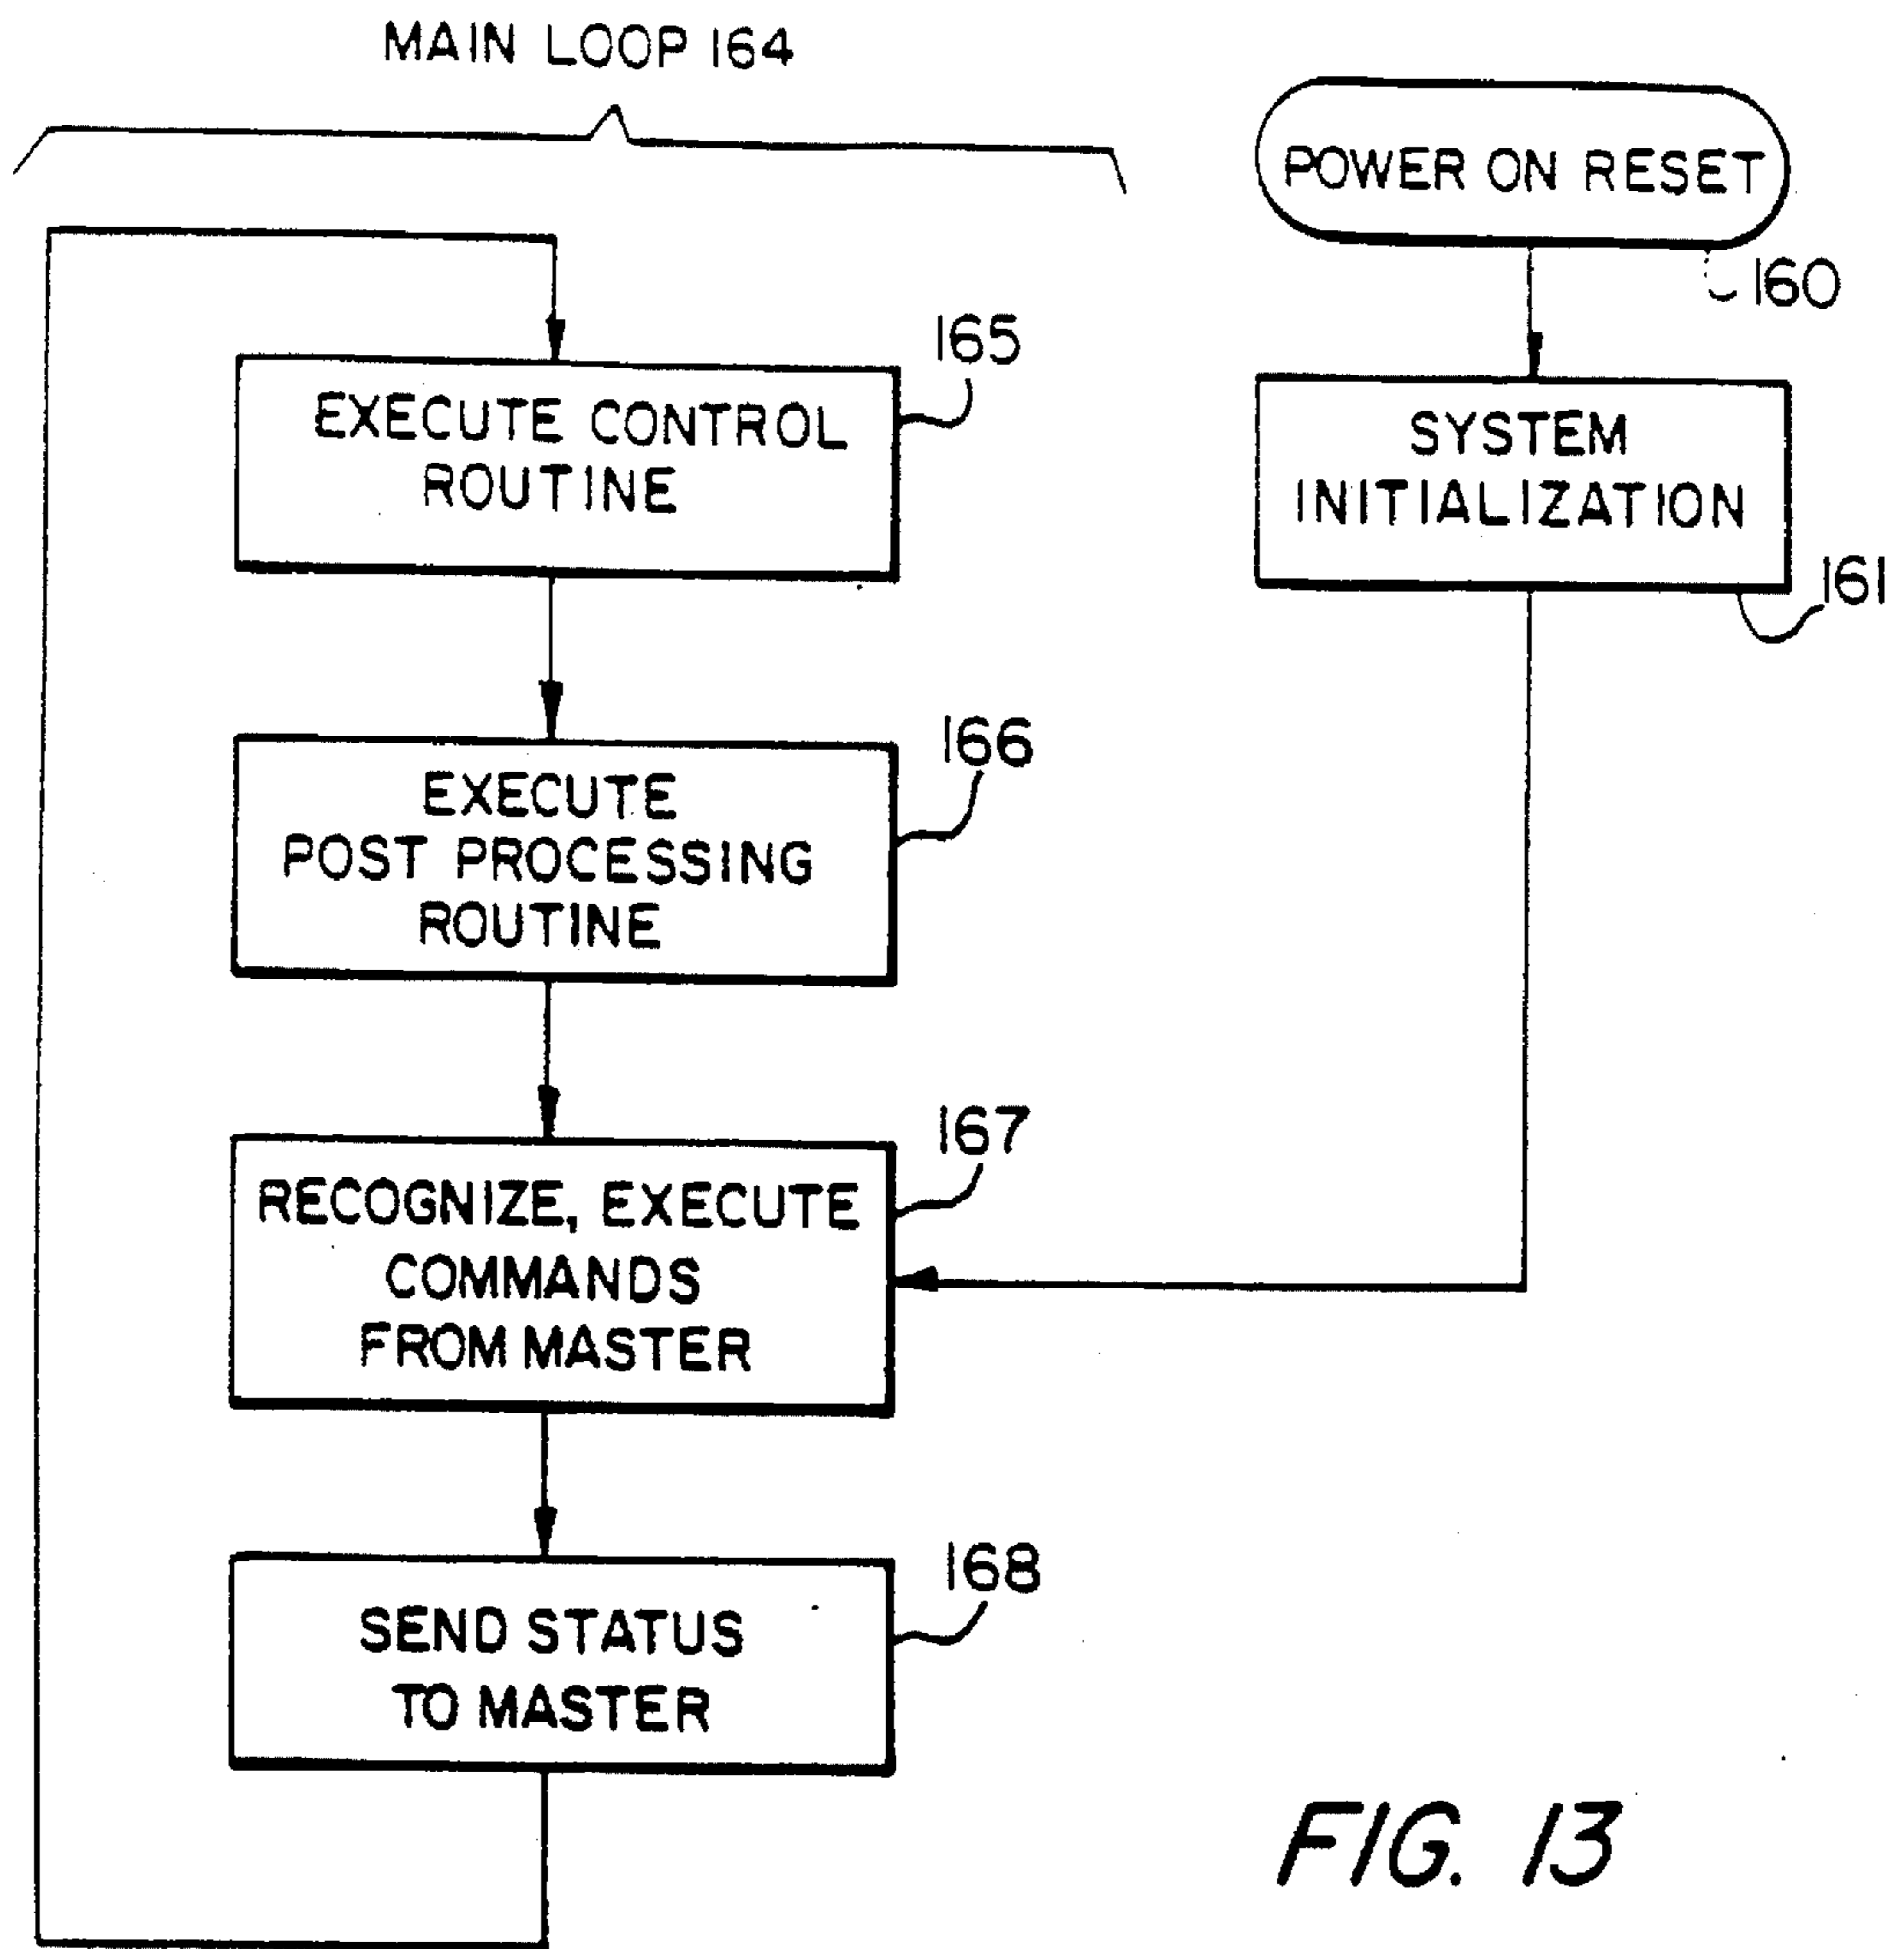 MAIN LOOP 164
POWER ON RESET
160
SYSTEM
INITIALIZATION
161
EXECUTE CONTROL
ROUTINE
165
EXECUTE
POST PROCESSING
ROUTINE
166
RECOGNIZE, EXECUTE
COMMANDS
FROM MASTER
167
SEND STATUS
TO MASTER
168
FIG. 13